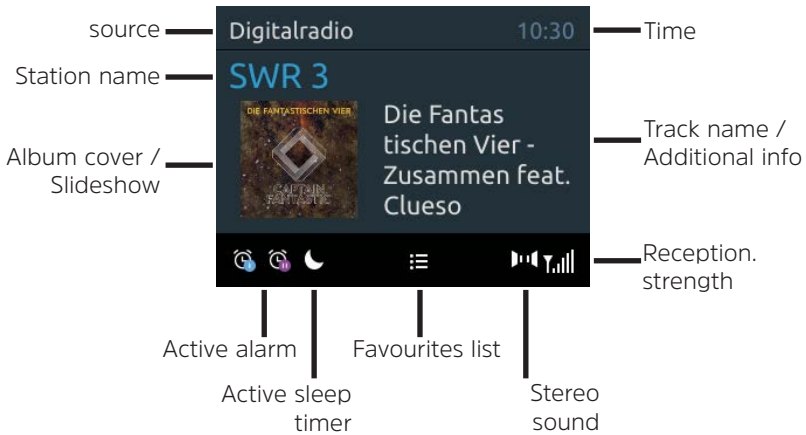 source
Digitalradio
10:30
Time
Station name
SWR 3
DIE FANTASTISCHEN VIER
CAPTAIN
FANTASTIC
Album cover /
Slideshow
Die Fantas
tischen Vier -
Zusammen feat.
Clueso
Track name /
Additional info
Reception.
strength
Active alarm
Favourites list
Active sleep
timer
Stereo
sound